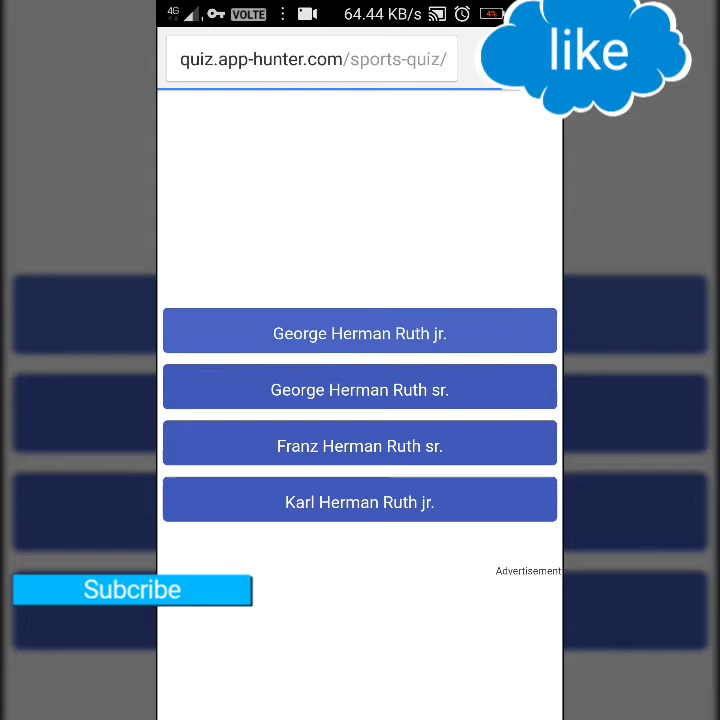 4G VOLTE 64.44 KB/s 4%
like
quiz.app-hunter.com/sports-quiz/
George Herman Ruth jr.
George Herman Ruth sr.
Franz Herman Ruth sr.
Karl Herman Ruth jr.
Advertisement
Subcribe